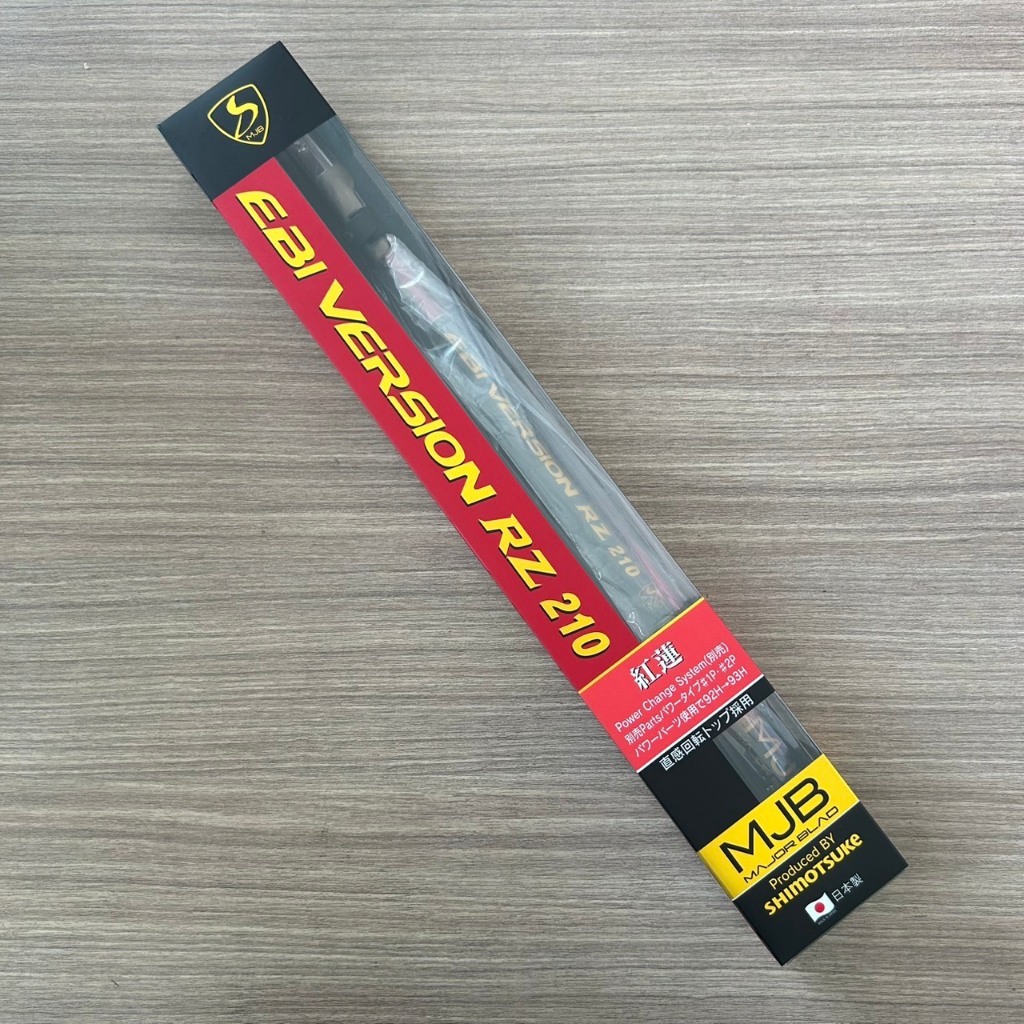 S
MJB
EBI VERSION RZ 210
EBI VERSION RZ 210
紅蓮
Power Change System(別売)
別売Partsパワータイプ#1P・#2P
パワーパーツ使用で92H→93H
直感回転トップ採用
MJB
MAJOR BLAD
Produced BY
SHIMOTSUKE
日本製